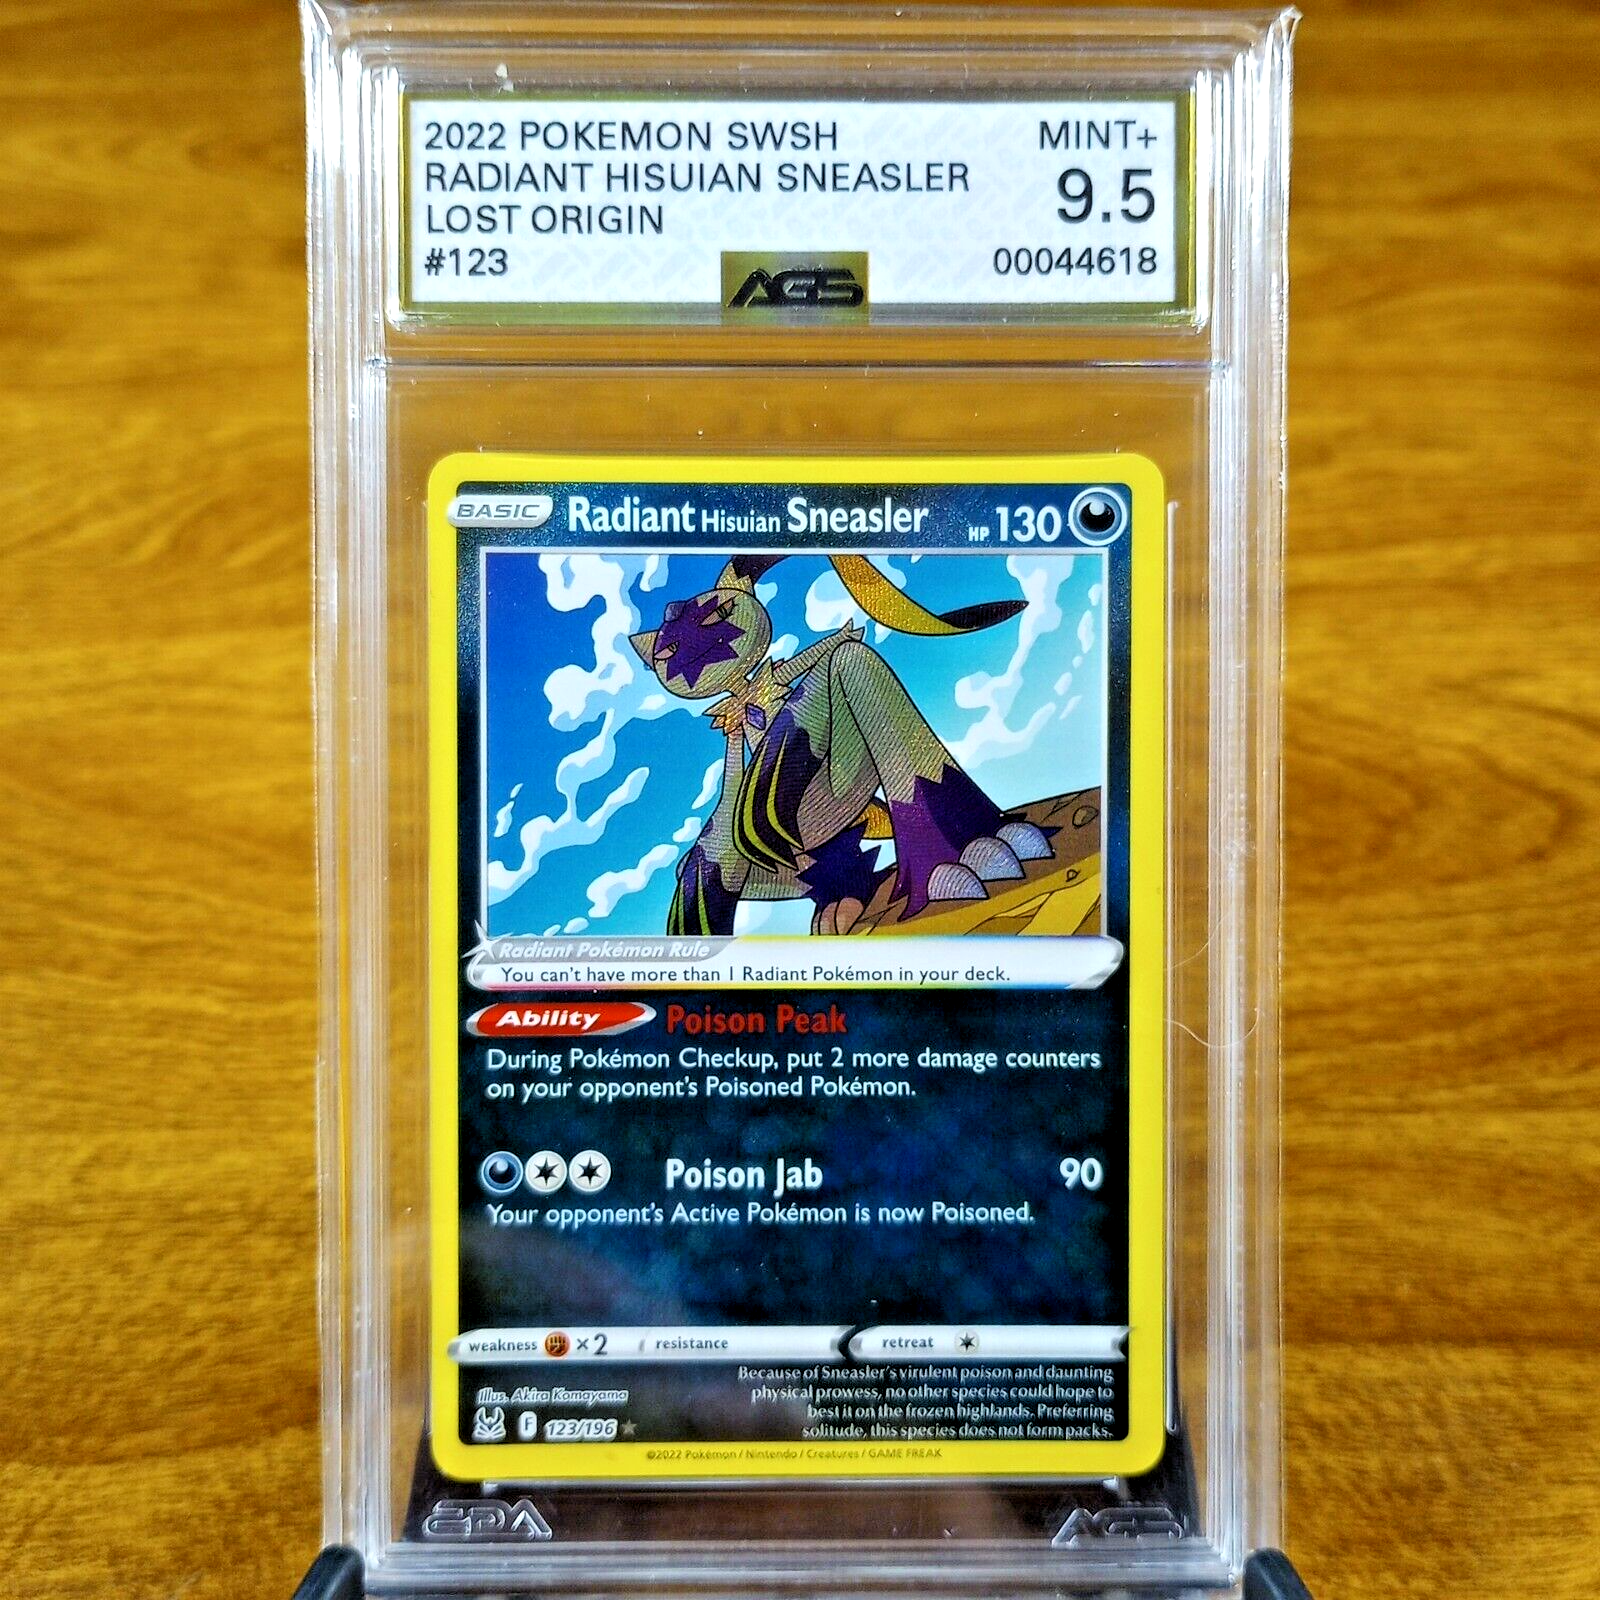 2022 POKEMON SWSH MINT+
RADIANT HISUIAN SNEASLER 9.5
LOST ORIGIN
#123 AGS 00044618
BASIC Radiant Hisuian Sneasler HP 130
Radiant Pokémon Rule
You can't have more than 1 Radiant Pokémon in your deck.
Ability Poison Peak
During Pokémon Checkup, put 2 more damage counters
on your opponent's Poisoned Pokémon.
Poison Jab 90
Your opponent's Active Pokémon is now Poisoned.
weakness ×2 resistance retreat
Because of Sneasler's virulent poison and daunting
physical prowess, no other species could hope to
best it on the frozen highlands. Preferring
solitude, this species does not form packs.
Illus. Akira Komayama
F 123/196
©2022 Pokémon / Nintendo / Creatures / GAME FREAK
AGS AGS